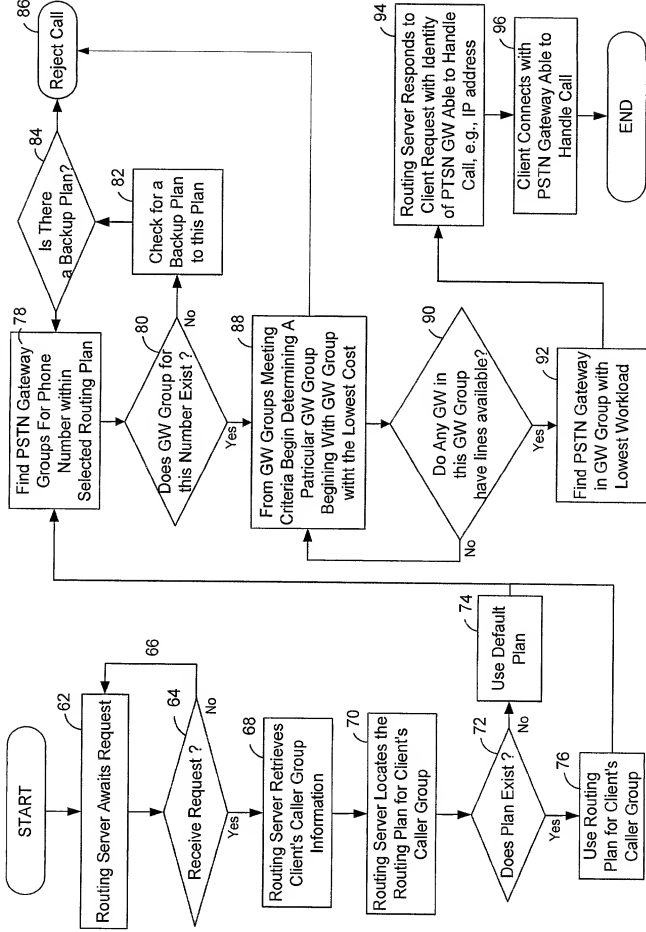 START
62
Routing Server Awaits Request
66
64
Receive Request ?
No
Yes
68
Routing Server Retrieves
Client's Caller Group
Information
70
Routing Server Locates the
Routing Plan for Client's
Caller Group
72
Does Plan Exist ?
No
74
Use Default
Plan
Yes
76
Use Routing
Plan for Client's
Caller Group
78
Find PSTN Gateway
Groups For Phone
Number within
Selected Routing Plan
80
Does GW Group for
this Number Exist ?
No
82
Check for a
Backup Plan
to this Plan
84
Is There
a Backup Plan?
86
Reject Call
Yes
88
From GW Groups Meeting
Criteria Begin Determining A
Patricular GW Group
Begining With GW Group
witht the Lowest Cost
90
Do Any GW in
this GW Group
have lines available?
No
Yes
92
Find PSTN Gateway
in GW Group with
Lowest Workload
94
Routing Server Responds to
Client Request with Identity
of PTSN GW Able to Handle
Call, e.g., IP address
96
Client Connects with
PSTN Gateway Able to
Handle Call
END